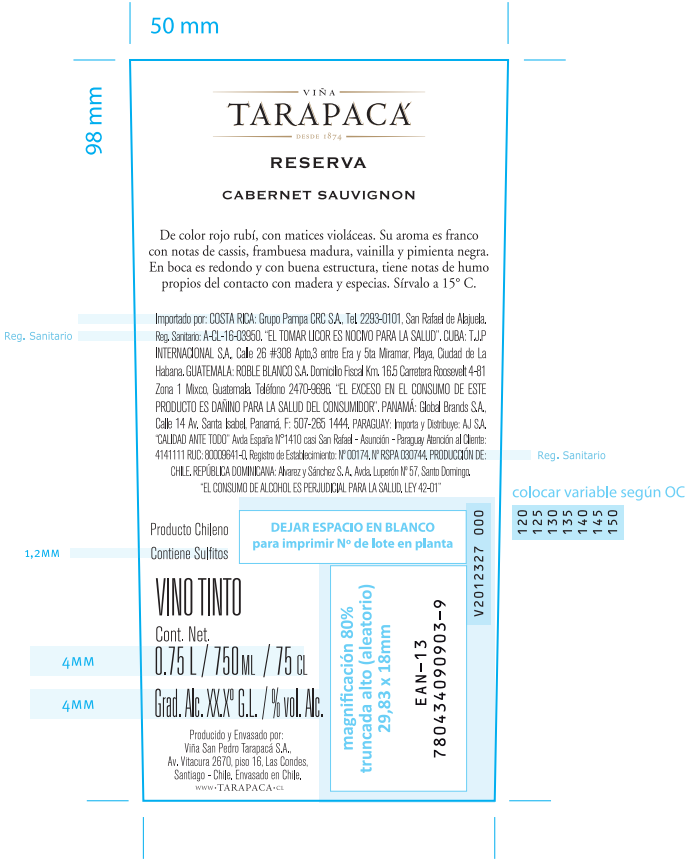 50 mm
98 mm
VIÑA
TARAPACÁ
DESDE 1874
RESERVA
CABERNET SAUVIGNON
De color rojo rubí, con matices violáceas. Su aroma es franco
con notas de cassis, frambuesa madura, vainilla y pimienta negra.
En boca es redondo y con buena estructura, tiene notas de humo
propios del contacto con madera y especias. Sírvalo a 15° C.
Importado por: COSTA RICA: Grupo Pampa CRC S.A., Tel. 2293-0101, San Rafael de Alajuela.
Reg. Sanitario
Reg. Sanitario: A-CL-16-03950. “EL TOMAR LICOR ES NOCIVO PARA LA SALUD”. CUBA: T.J.P
INTERNACIONAL S,A, Calle 26 #308 Apto,3 entre Era y 5ta Miramar, Playa, Ciudad de La
Habana. GUATEMALA: ROBLE BLANCO S.A. Domicilio Fiscal Km. 16.5 Carretera Roosevelt 4-81
Zona 1 Mixco, Guatemala. Teléfono 2470-9696. “EL EXCESO EN EL CONSUMO DE ESTE
PRODUCTO ES DAÑINO PARA LA SALUD DEL CONSUMIDOR”. PANAMÁ: Global Brands S.A.,
Calle 14 Av. Santa Isabel, Panamá, F: 507-265 1444. PARAGUAY: Importa y Distribuye: AJ S.A.
“CALIDAD ANTE TODO” Avda España N°1410 casi San Rafael - Asunción - Paraguay Atención al Cliente:
4141111 RUC: 80009641-0, Registro de Establecimiento: N° 00174, N° RSPA 030744, PRODUCCIÓN DE:
Reg. Sanitario
CHILE. REPÚBLICA DOMINICANA: Alvarez y Sánchez S.A., Avda. Luperón N° 57, Santo Domingo.
“EL CONSUMO DE ALCOHOL ES PERJUDICIAL PARA LA SALUD, LEY 42-01”
colocar variable según OC
120
125
130
135
140
145
150
V2012327 000
Producto Chileno
Contiene Sulfitos
1,2MM
DEJAR ESPACIO EN BLANCO
para imprimir Nº de lote en planta
VINO TINTO
Cont. Net.
0.75 L / 750 ML / 75 CL
4MM
Grad. Alc. XX.Xº G.L. / % vol. Alc.
4MM
magnificación 80%
truncada alto (aleatorio)
29,83 x 18mm
EAN-13
780434090903-9
Producido y Envasado por:
Viña San Pedro Tarapacá S.A.,
Av. Vitacura 2670, piso 16, Las Condes,
Santiago - Chile. Envasado en Chile.
WWW•TARAPACA•CL